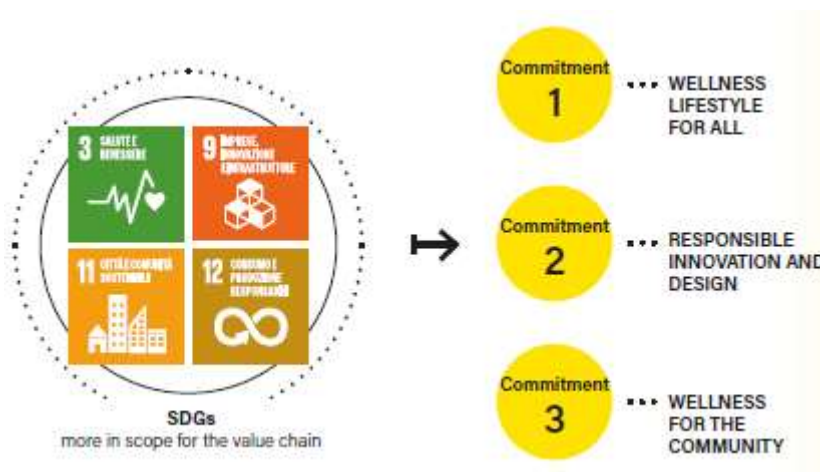 3 SALUTE E
BENESSERE
9 IMPRESE,
INNOVAZIONE
E INFRASTRUTTURE
11 CITTÀ E COMUNITÀ
SOSTENIBILI
12 CONSUMO E
PRODUZIONE
RESPONSABILI
SDGs
more in scope for the value chain
Commitment
1
WELLNESS
LIFESTYLE
FOR ALL
Commitment
2
RESPONSIBLE
INNOVATION AND
DESIGN
Commitment
3
WELLNESS
FOR THE
COMMUNITY